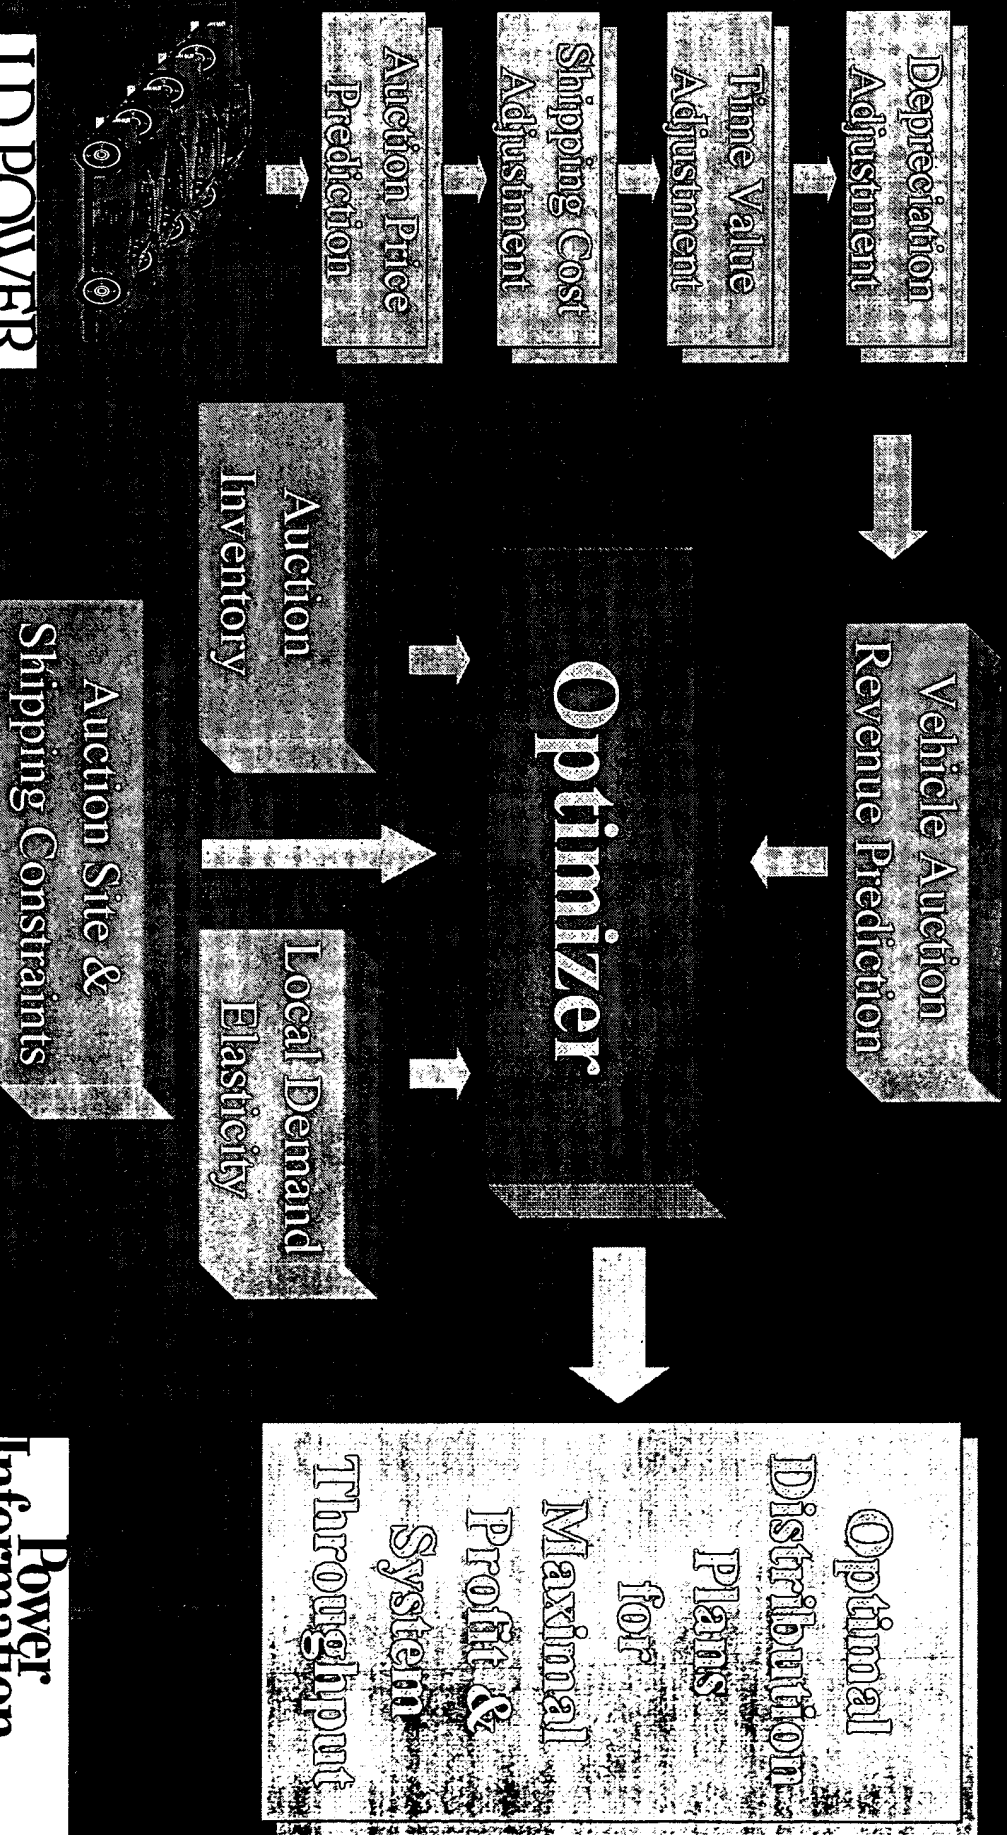 Depreciation
Adjustment
Time Value
Adjustment
Shipping Cost
Adjustment
Auction Price
Prediction
Vehicle Auction
Revenue Prediction
Optimizer
Auction
Inventory
Local Demand
Elasticity
Auction Site &
Shipping Constraints
Optimal
Distribution
Plans
for
Maximal
Profit &
System
Throughput
J.D. POWER
Power
Information